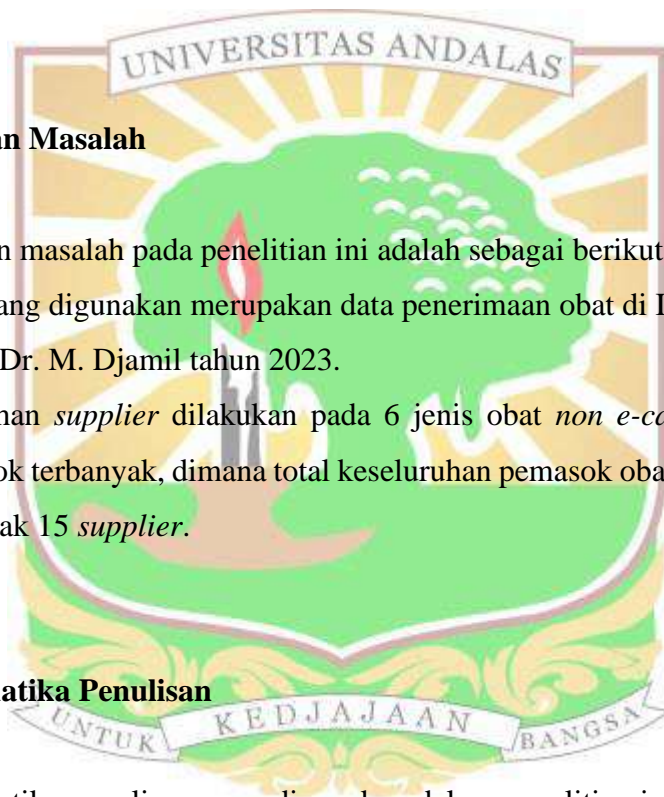 UNIVERSITAS ANDALAS
an Masalah
n masalah pada penelitian ini adalah sebagai berikut
ang digunakan merupakan data penerimaan obat di I
Dr. M. Djamil tahun 2023.
han supplier dilakukan pada 6 jenis obat non e-ca
ok terbanyak, dimana total keseluruhan pemasok oba
ak 15 supplier.
atika Penulisan
UNTUK KEDJAJAAN BANGSA